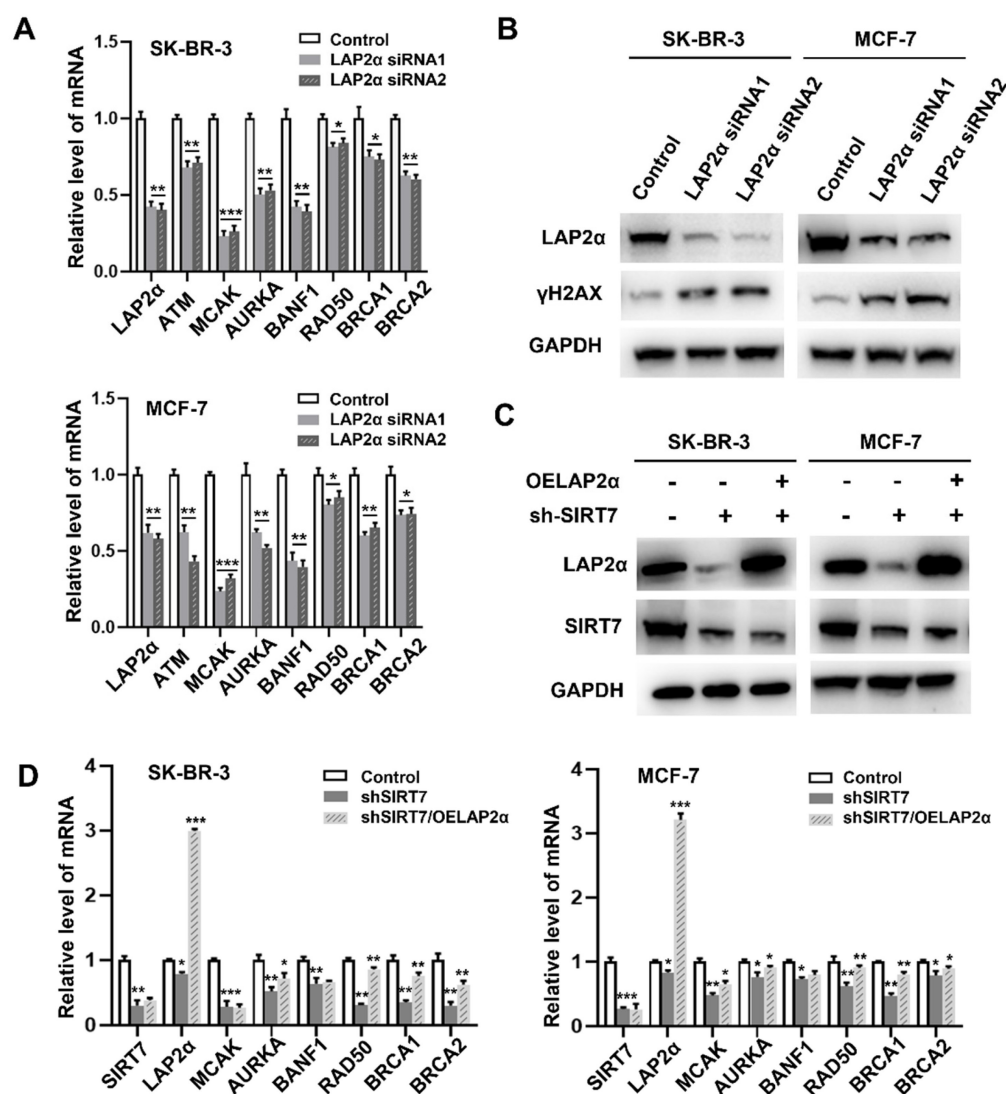 A
SK-BR-3
Control
LAP2α siRNA1
LAP2α siRNA2
Relative level of mRNA
1.5
1.0
0.5
0.0
** ** *** ** ** * * **
LAP2α ATM MCAK AURKA BANF1 RAD50 BRCA1 BRCA2
MCF-7
Control
LAP2α siRNA1
LAP2α siRNA2
Relative level of mRNA
1.5
1.0
0.5
0.0
** ** *** ** ** * ** *
LAP2α ATM MCAK AURKA BANF1 RAD50 BRCA1 BRCA2
B
SK-BR-3 MCF-7
Control LAP2α siRNA1 LAP2α siRNA2 Control LAP2α siRNA1 LAP2α siRNA2
LAP2α
γH2AX
GAPDH
C
SK-BR-3 MCF-7
OELAP2α - - + - - +
sh-SIRT7 - + + - + +
LAP2α
SIRT7
GAPDH
D
SK-BR-3
Control
shSIRT7
shSIRT7/OELAP2α
Relative level of mRNA
4
3
2
1
0
** * *** *** ** * ** ** ** ** ** ** **
SIRT7 LAP2α MCAK AURKA BANF1 RAD50 BRCA1 BRCA2
MCF-7
Control
shSIRT7
shSIRT7/OELAP2α
Relative level of mRNA
4
3
2
1
0
*** * *** ** * * * * ** ** ** ** * *
SIRT7 LAP2α MCAK AURKA BANF1 RAD50 BRCA1 BRCA2